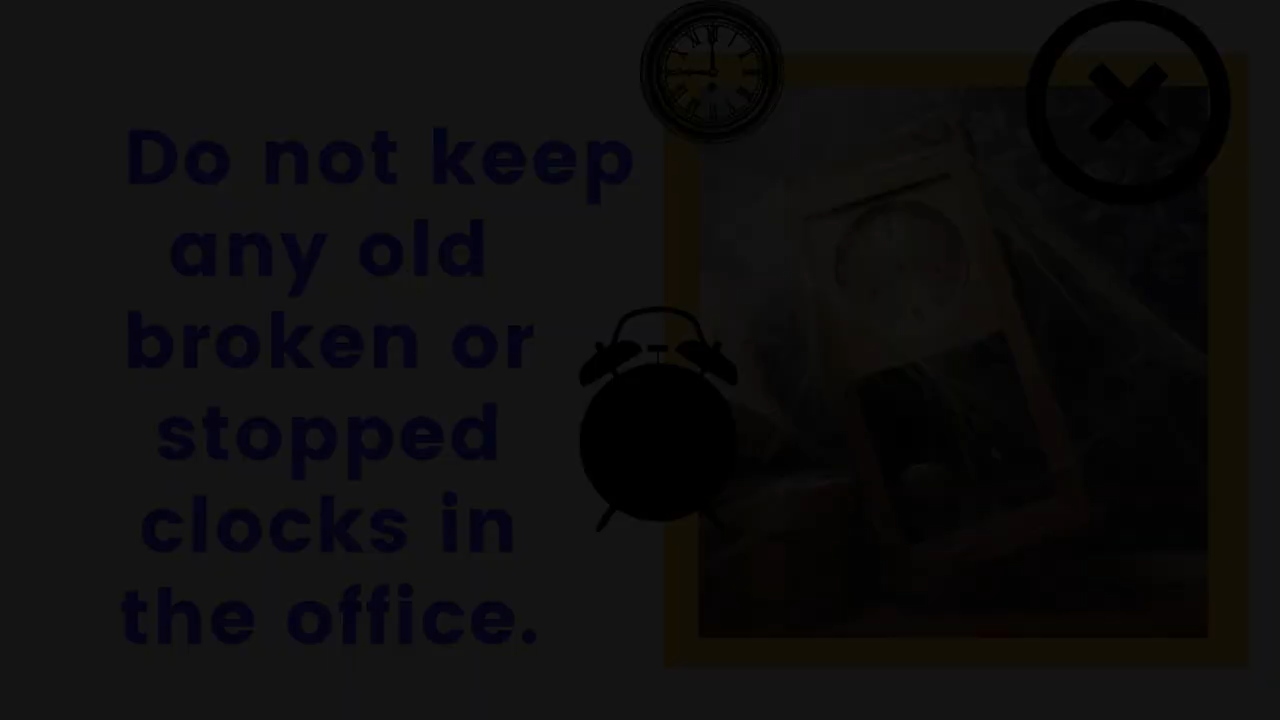 Do not keep
any old
broken or
stopped
clocks in
the office.